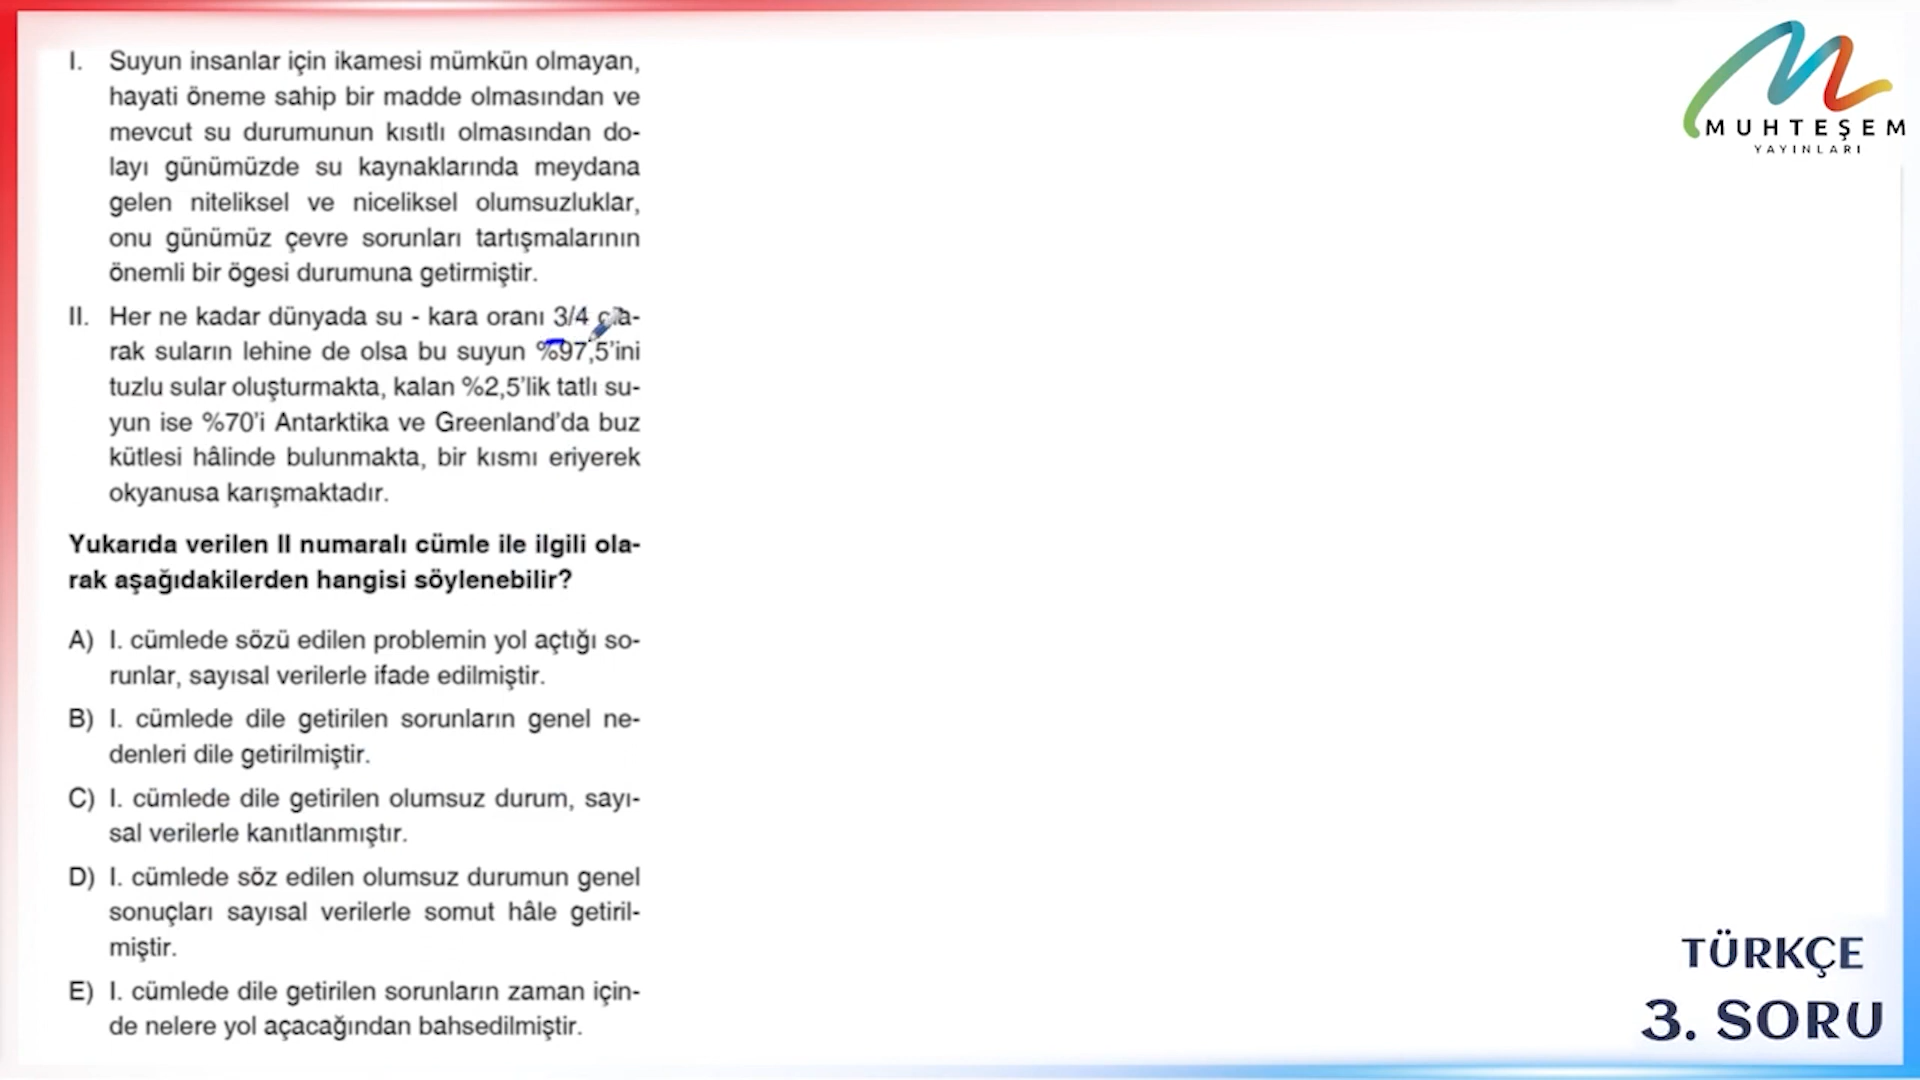 MUHTEŞEM
YAYINLARI
I. Suyun insanlar için ikamesi mümkün olmayan,
hayati öneme sahip bir madde olmasından ve
mevcut su durumunun kısıtlı olmasından do-
layı günümüzde su kaynaklarında meydana
gelen niteliksel ve niceliksel olumsuzluklar,
onu günümüz çevre sorunları tartışmalarının
önemli bir ögesi durumuna getirmiştir.
II. Her ne kadar dünyada su - kara oranı 3/4 ola-
rak suların lehine de olsa bu suyun %97,5'ini
tuzlu sular oluşturmakta, kalan %2,5'lik tatlı su-
yun ise %70'i Antarktika ve Greenland'da buz
kütlesi hâlinde bulunmakta, bir kısmı eriyerek
okyanusa karışmaktadır.
Yukarıda verilen II numaralı cümle ile ilgili ola-
rak aşağıdakilerden hangisi söylenebilir?
A) I. cümlede sözü edilen problemin yol açtığı so-
runlar, sayısal verilerle ifade edilmiştir.
B) I. cümlede dile getirilen sorunların genel ne-
denleri dile getirilmiştir.
C) I. cümlede dile getirilen olumsuz durum, sayı-
sal verilerle kanıtlanmıştır.
D) I. cümlede söz edilen olumsuz durumun genel
sonuçları sayısal verilerle somut hâle getiril-
miştir.
E) I. cümlede dile getirilen sorunların zaman için-
de nelere yol açacağından bahsedilmiştir.
TÜRKÇE
3. SORU